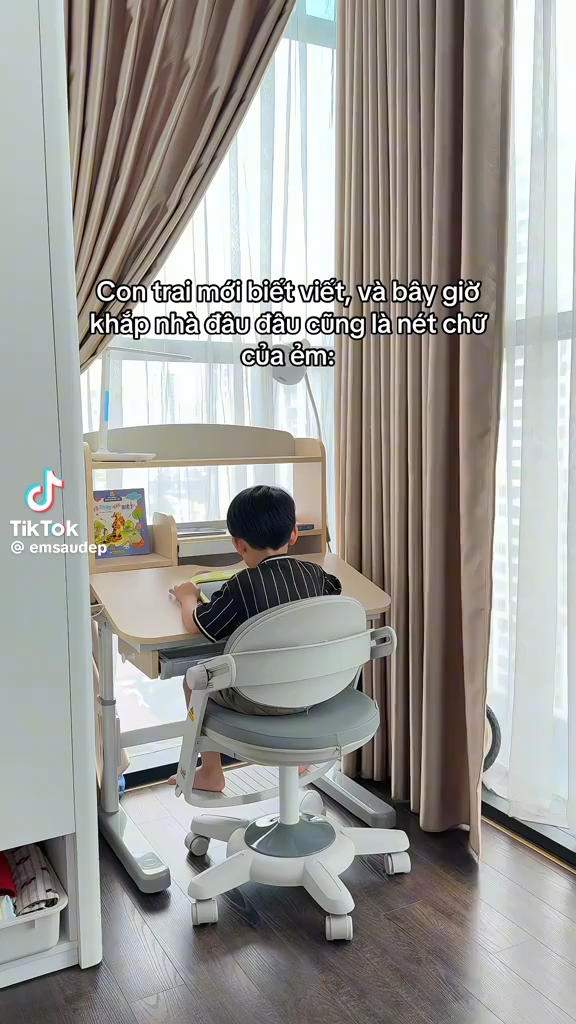 Con trai mới biết viết, và bây giờ
khắp nhà đâu đâu cũng là nét chữ
của ẻm:
TikTok
@ emsaudep